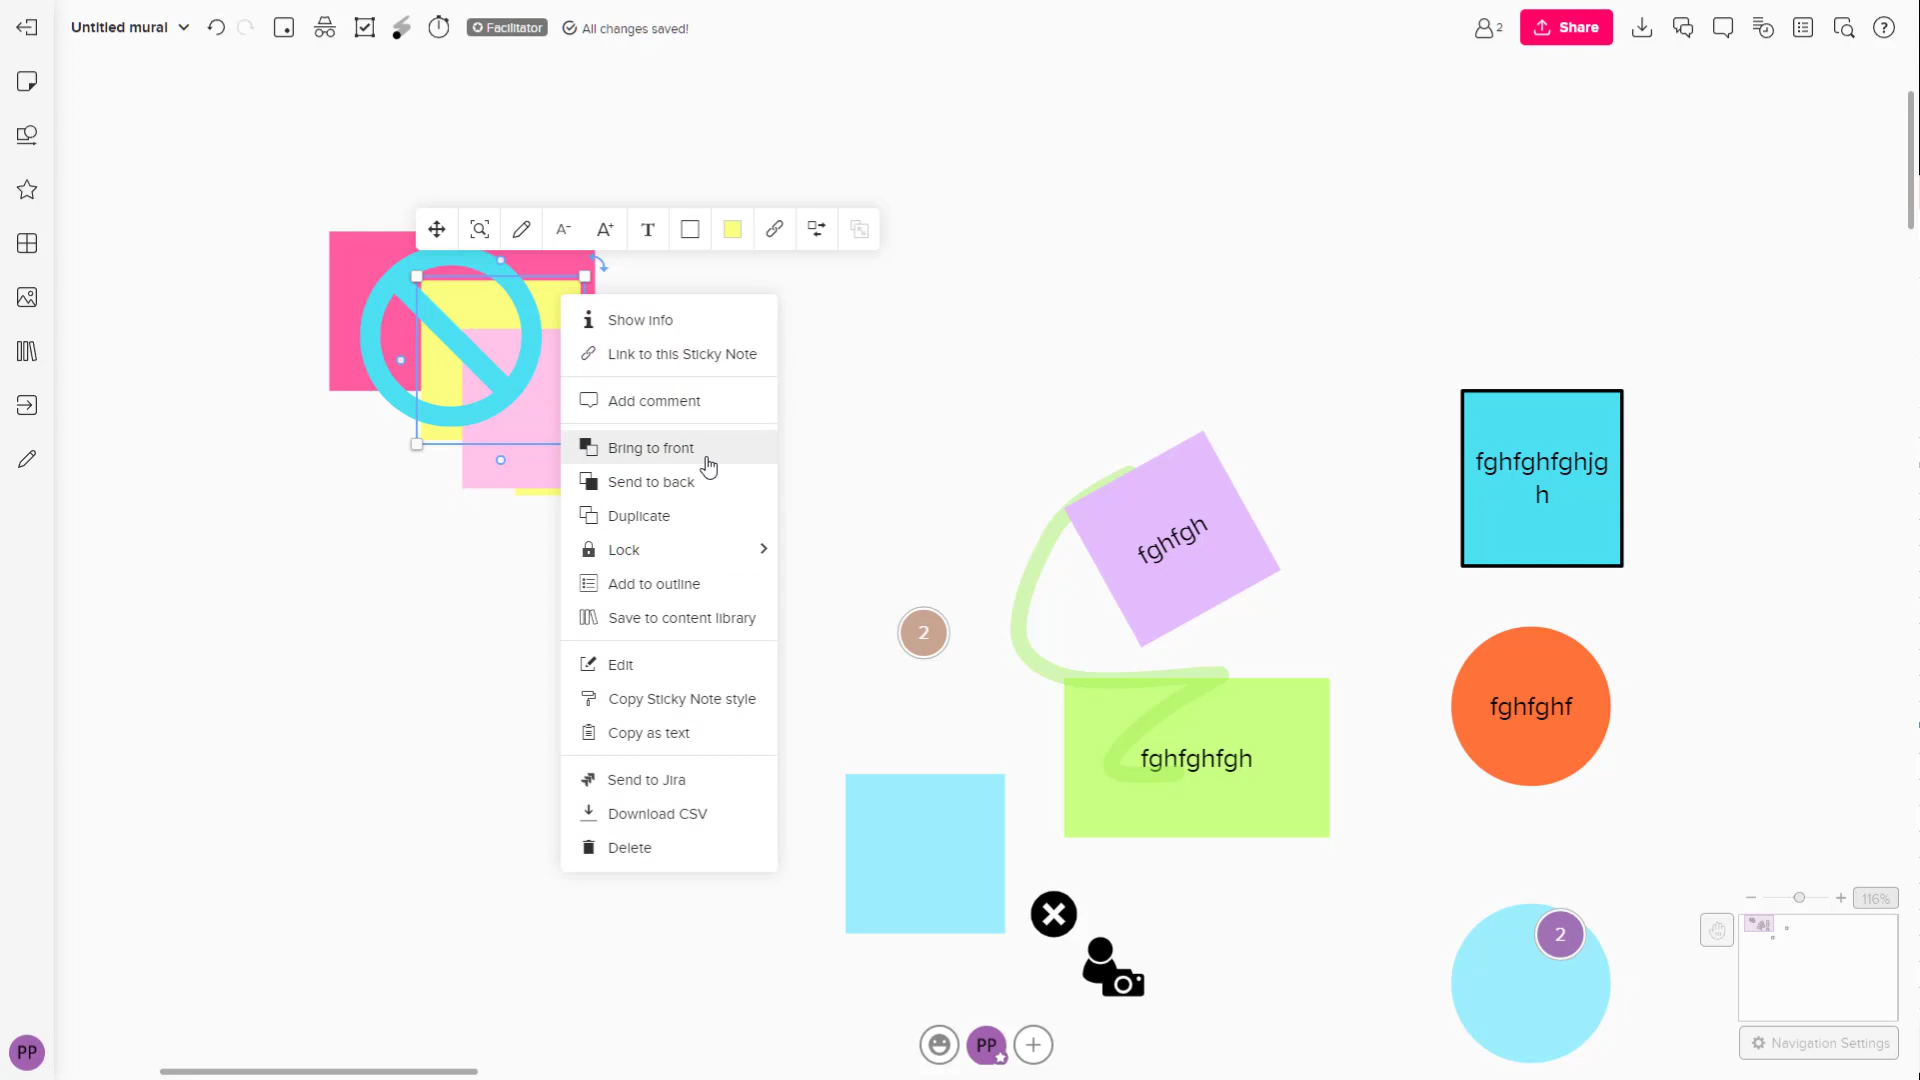 Untitled mural
Facilitator
All changes saved!
2
Share
A-
A+
T
Show info
Link to this Sticky Note
Add comment
Bring to front
Send to back
Duplicate
Lock
Add to outline
Save to content library
Edit
Copy Sticky Note style
Copy as text
Send to Jira
Download CSV
Delete
fghfghfghjg
h
fghfgh
2
fghfghf
fghfghfgh
116%
2
Navigation Settings
PP
PP